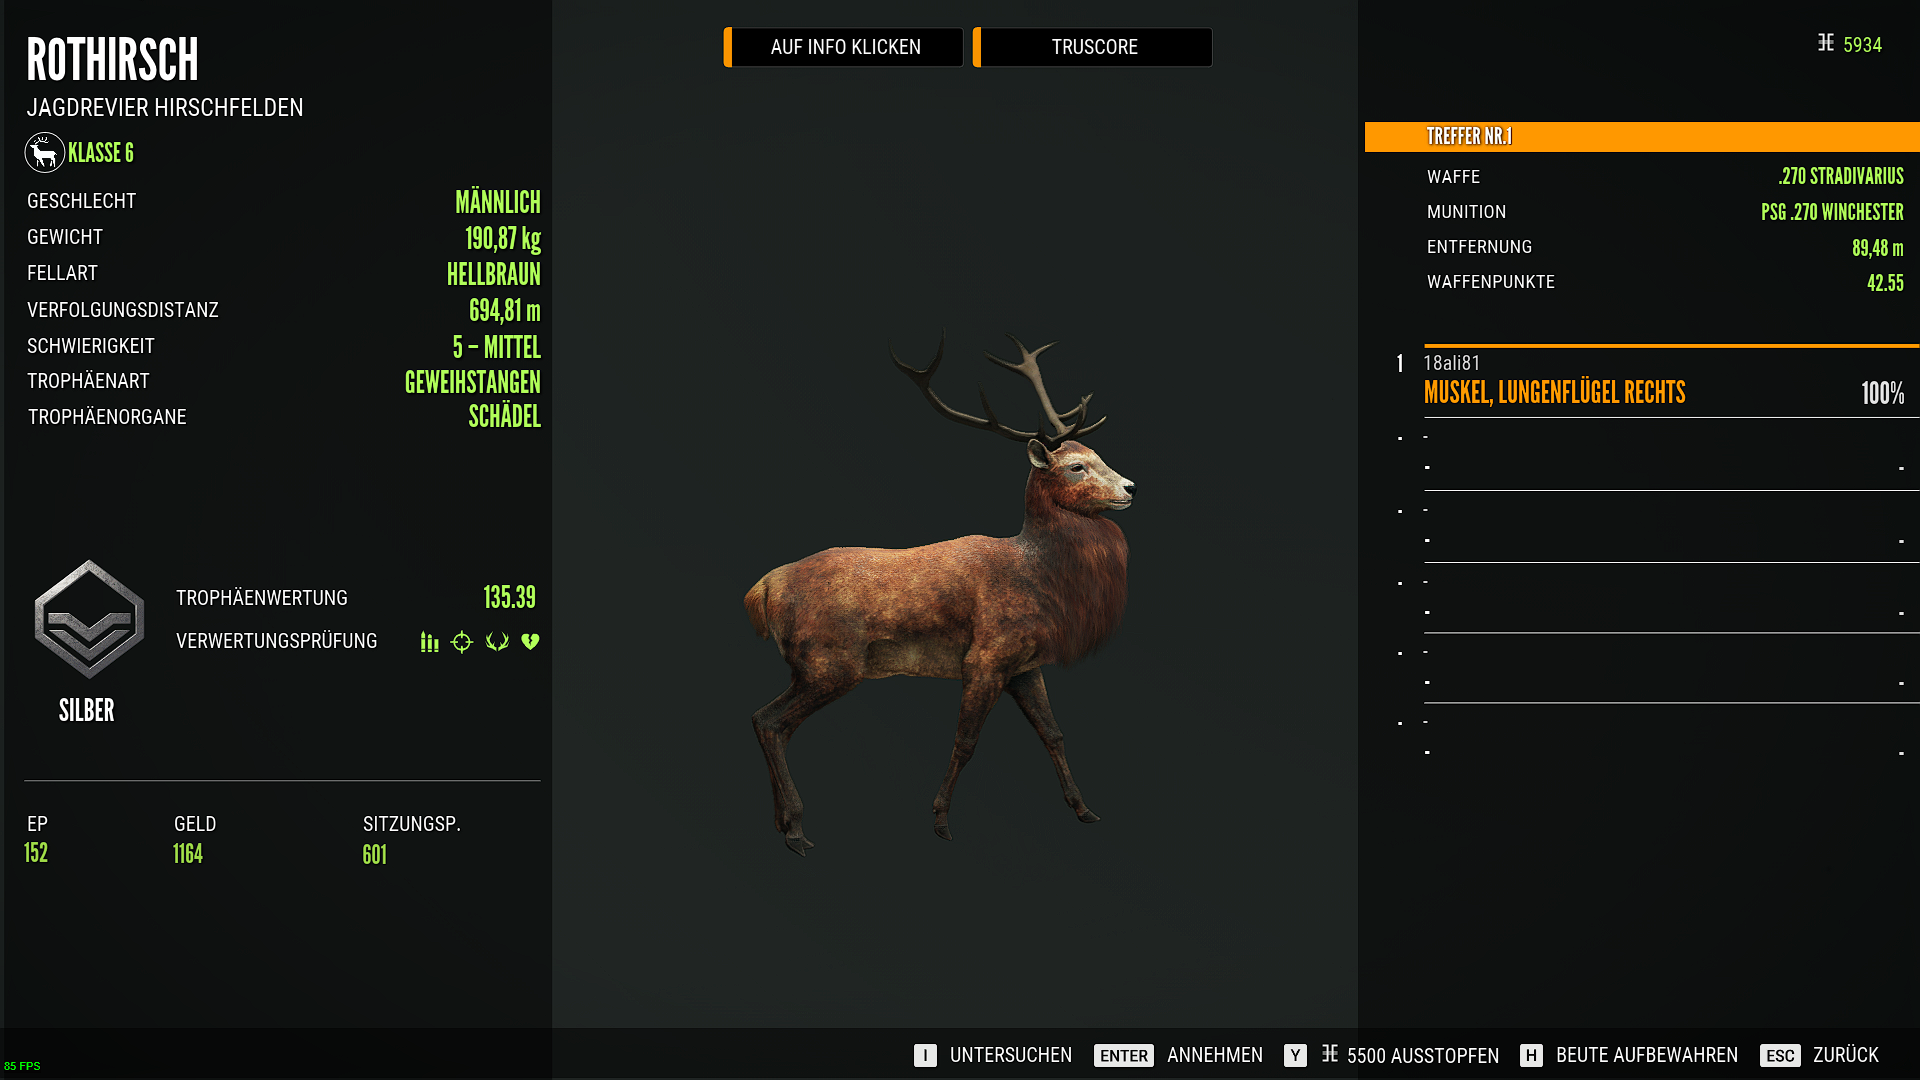 ROTHIRSCH
JAGDREVIER HIRSCHFELDEN
KLASSE 6
GESCHLECHT MÄNNLICH
GEWICHT 190,87 kg
FELLART HELLBRAUN
VERFOLGUNGSDISTANZ 694,81 m
SCHWIERIGKEIT 5 – MITTEL
TROPHÄENART GEWEIHSTANGEN
TROPHÄENORGANE SCHÄDEL
TROPHÄENWERTUNG 135.39
VERWERTUNGSPRÜFUNG
SILBER
EP GELD SITZUNGSP.
152 1164 601
85 FPS
AUF INFO KLICKEN TRUSCORE
5934
TREFFER NR.1
WAFFE .270 STRADIVARIUS
MUNITION PSG .270 WINCHESTER
ENTFERNUNG 89,48 m
WAFFENPUNKTE 42.55
1 18ali81
MUSKEL, LUNGENFLÜGEL RECHTS 100%
. -
- -
. -
- -
. -
- -
. -
- -
. -
- -
I UNTERSUCHEN ENTER ANNEHMEN Y 5500 AUSSTOPFEN H BEUTE AUFBEWAHREN ESC ZURÜCK